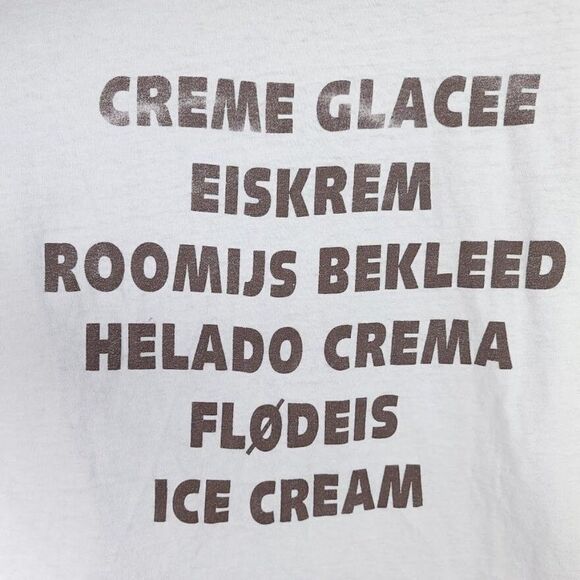 CREME GLACEE
EISKREM
ROOMIJS BEKLEED
HELADO CREMA
FLØDEIS
ICE CREAM